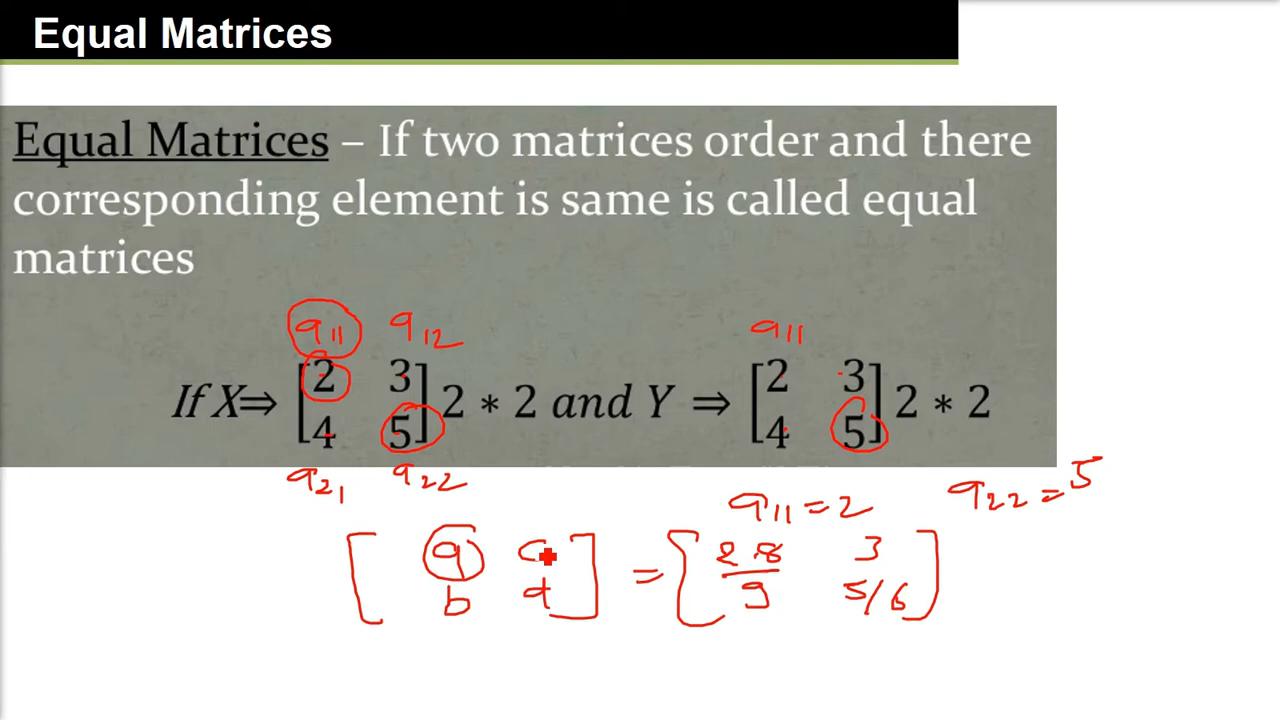 Equal Matrices
Equal Matrices – If two matrices order and there
corresponding element is same is called equal
matrices
a11 a12 a11
If X⇒ [2 3 4 5] 2 * 2 and Y ⇒ [2 3 4 5] 2 * 2
a21 a22
a11 = 2 a22 = 5
[a c = [2.8 3
b d] 9 5/6]